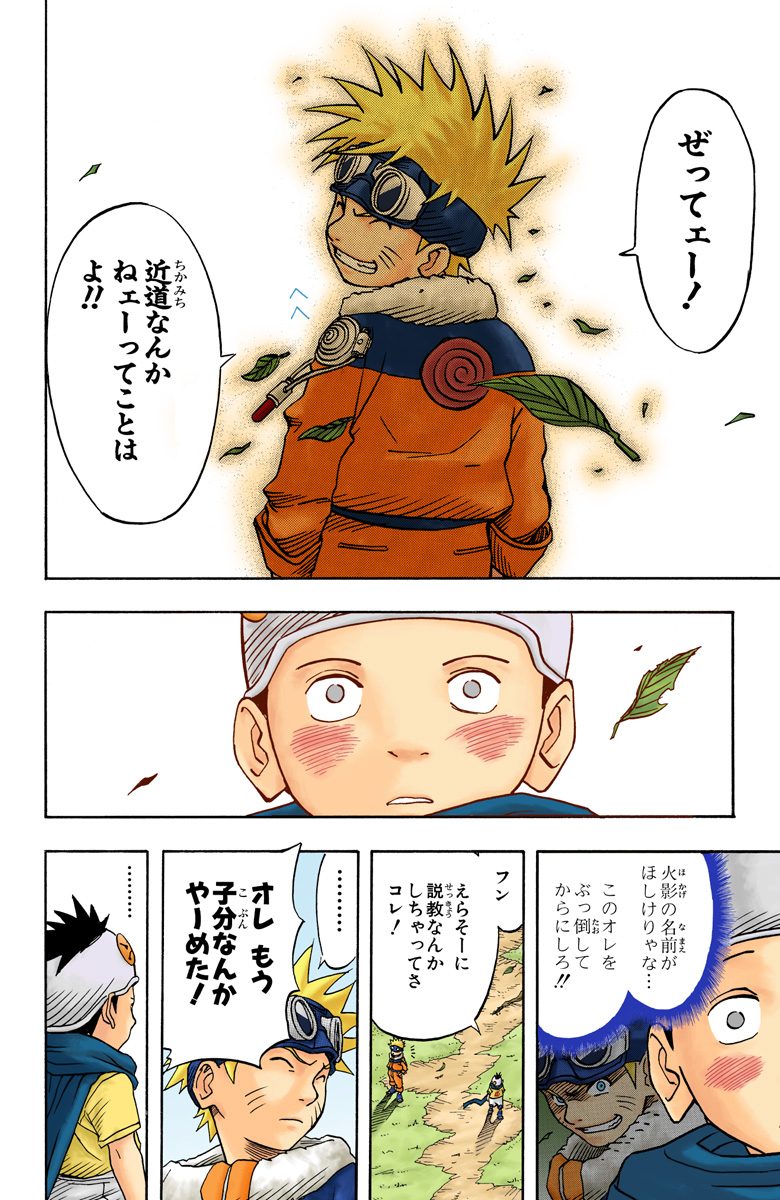 ぜってェー！
近道なんか
ねェーってことは
よ!!
火影の名前が
ほしけりゃな…
このオレを
ぶっ倒して
からにしろ!!
フン
えらそーに
説教なんか
しちゃってさ
コレ！
………
オレ もう
子分なんか
やーめた！
………